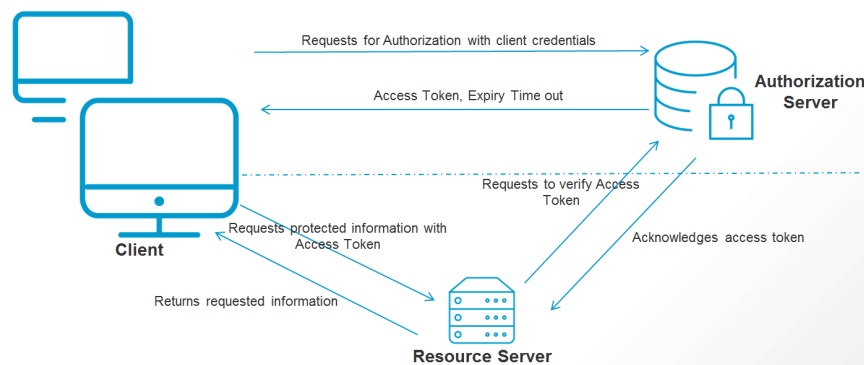 Requests for Authorization with client credentials
Access Token, Expiry Time out
Authorization
Server
Requests to verify Access
Token
Requests protected information with
Access Token
Acknowledges access token
Client
Returns requested information
Resource Server